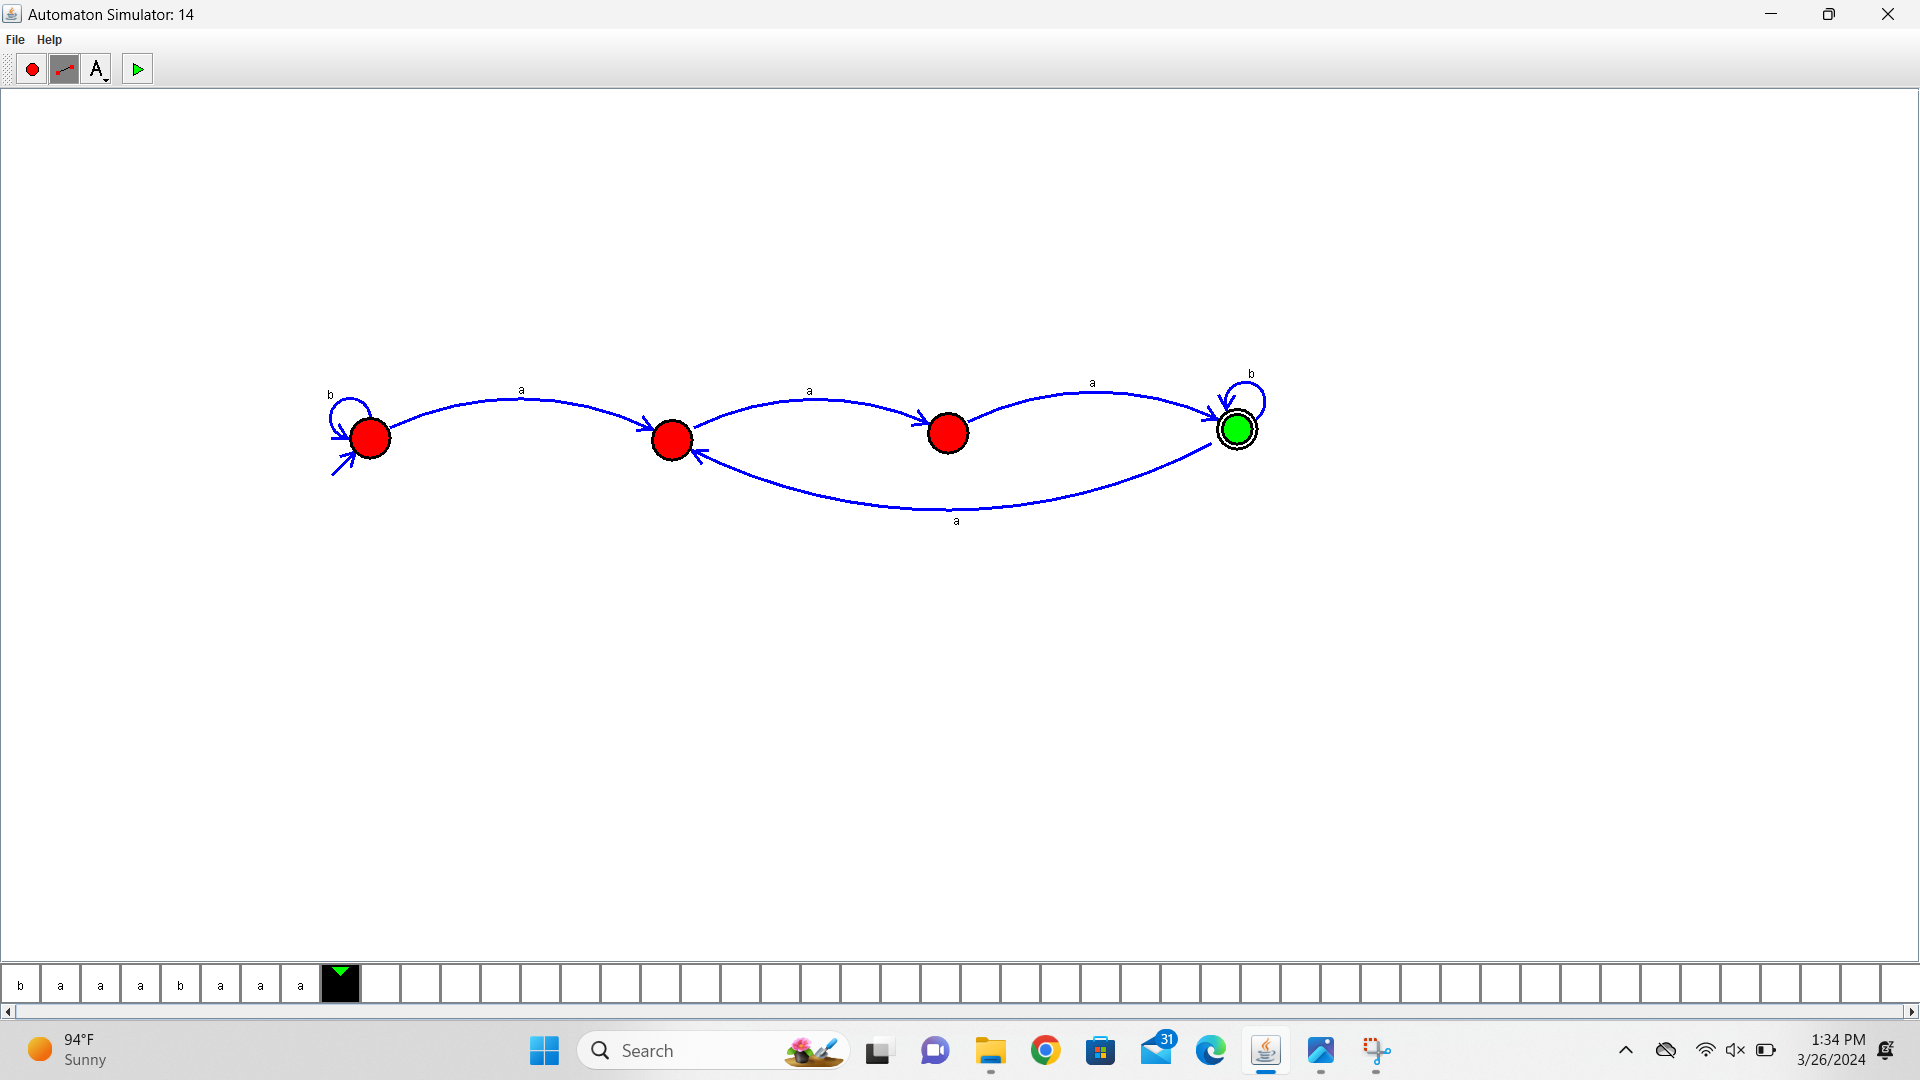 Automaton Simulator: 14
File Help
A
b a a a b
a
a
b a a a b a a a
94°F
Sunny
Search
31
1:34 PM
3/26/2024